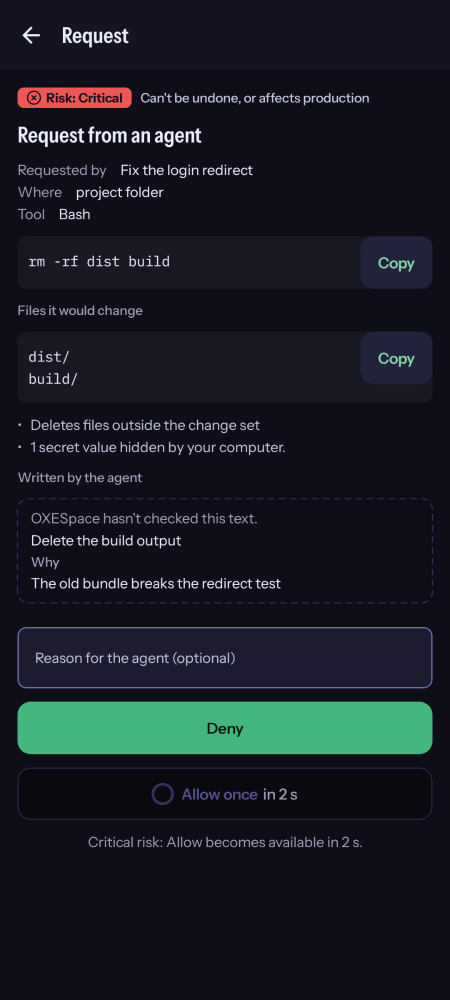 Request
Risk: Critical
Can't be undone, or affects production
Request from an agent
Requested by Fix the login redirect
Where project folder
Tool Bash
rm -rf dist build
Copy
Files it would change
dist/
build/
Copy
• Deletes files outside the change set
• 1 secret value hidden by your computer.
Written by the agent
OXESpace hasn't checked this text.
Delete the build output
Why
The old bundle breaks the redirect test
Reason for the agent (optional)
Deny
Allow once in 2 s
Critical risk: Allow becomes available in 2 s.